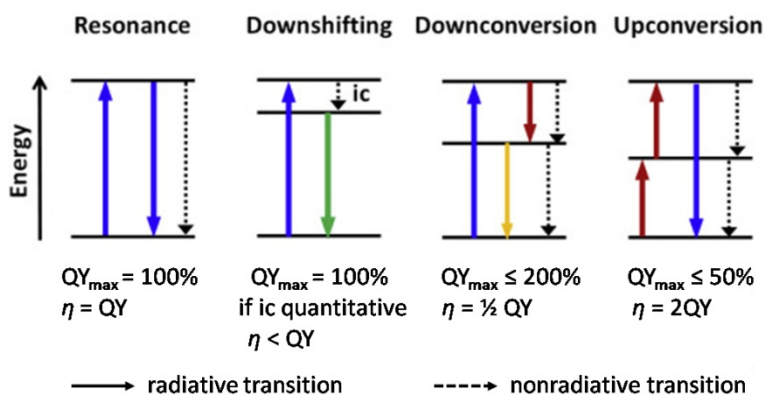 Resonance Downshifting Downconversion Upconversion
Energy
ic
QYmax = 100% QYmax = 100% QYmax ≤ 200% QYmax ≤ 50%
η = QY if ic quantitative η = ½ QY η = 2QY
η < QY
radiative transition nonradiative transition